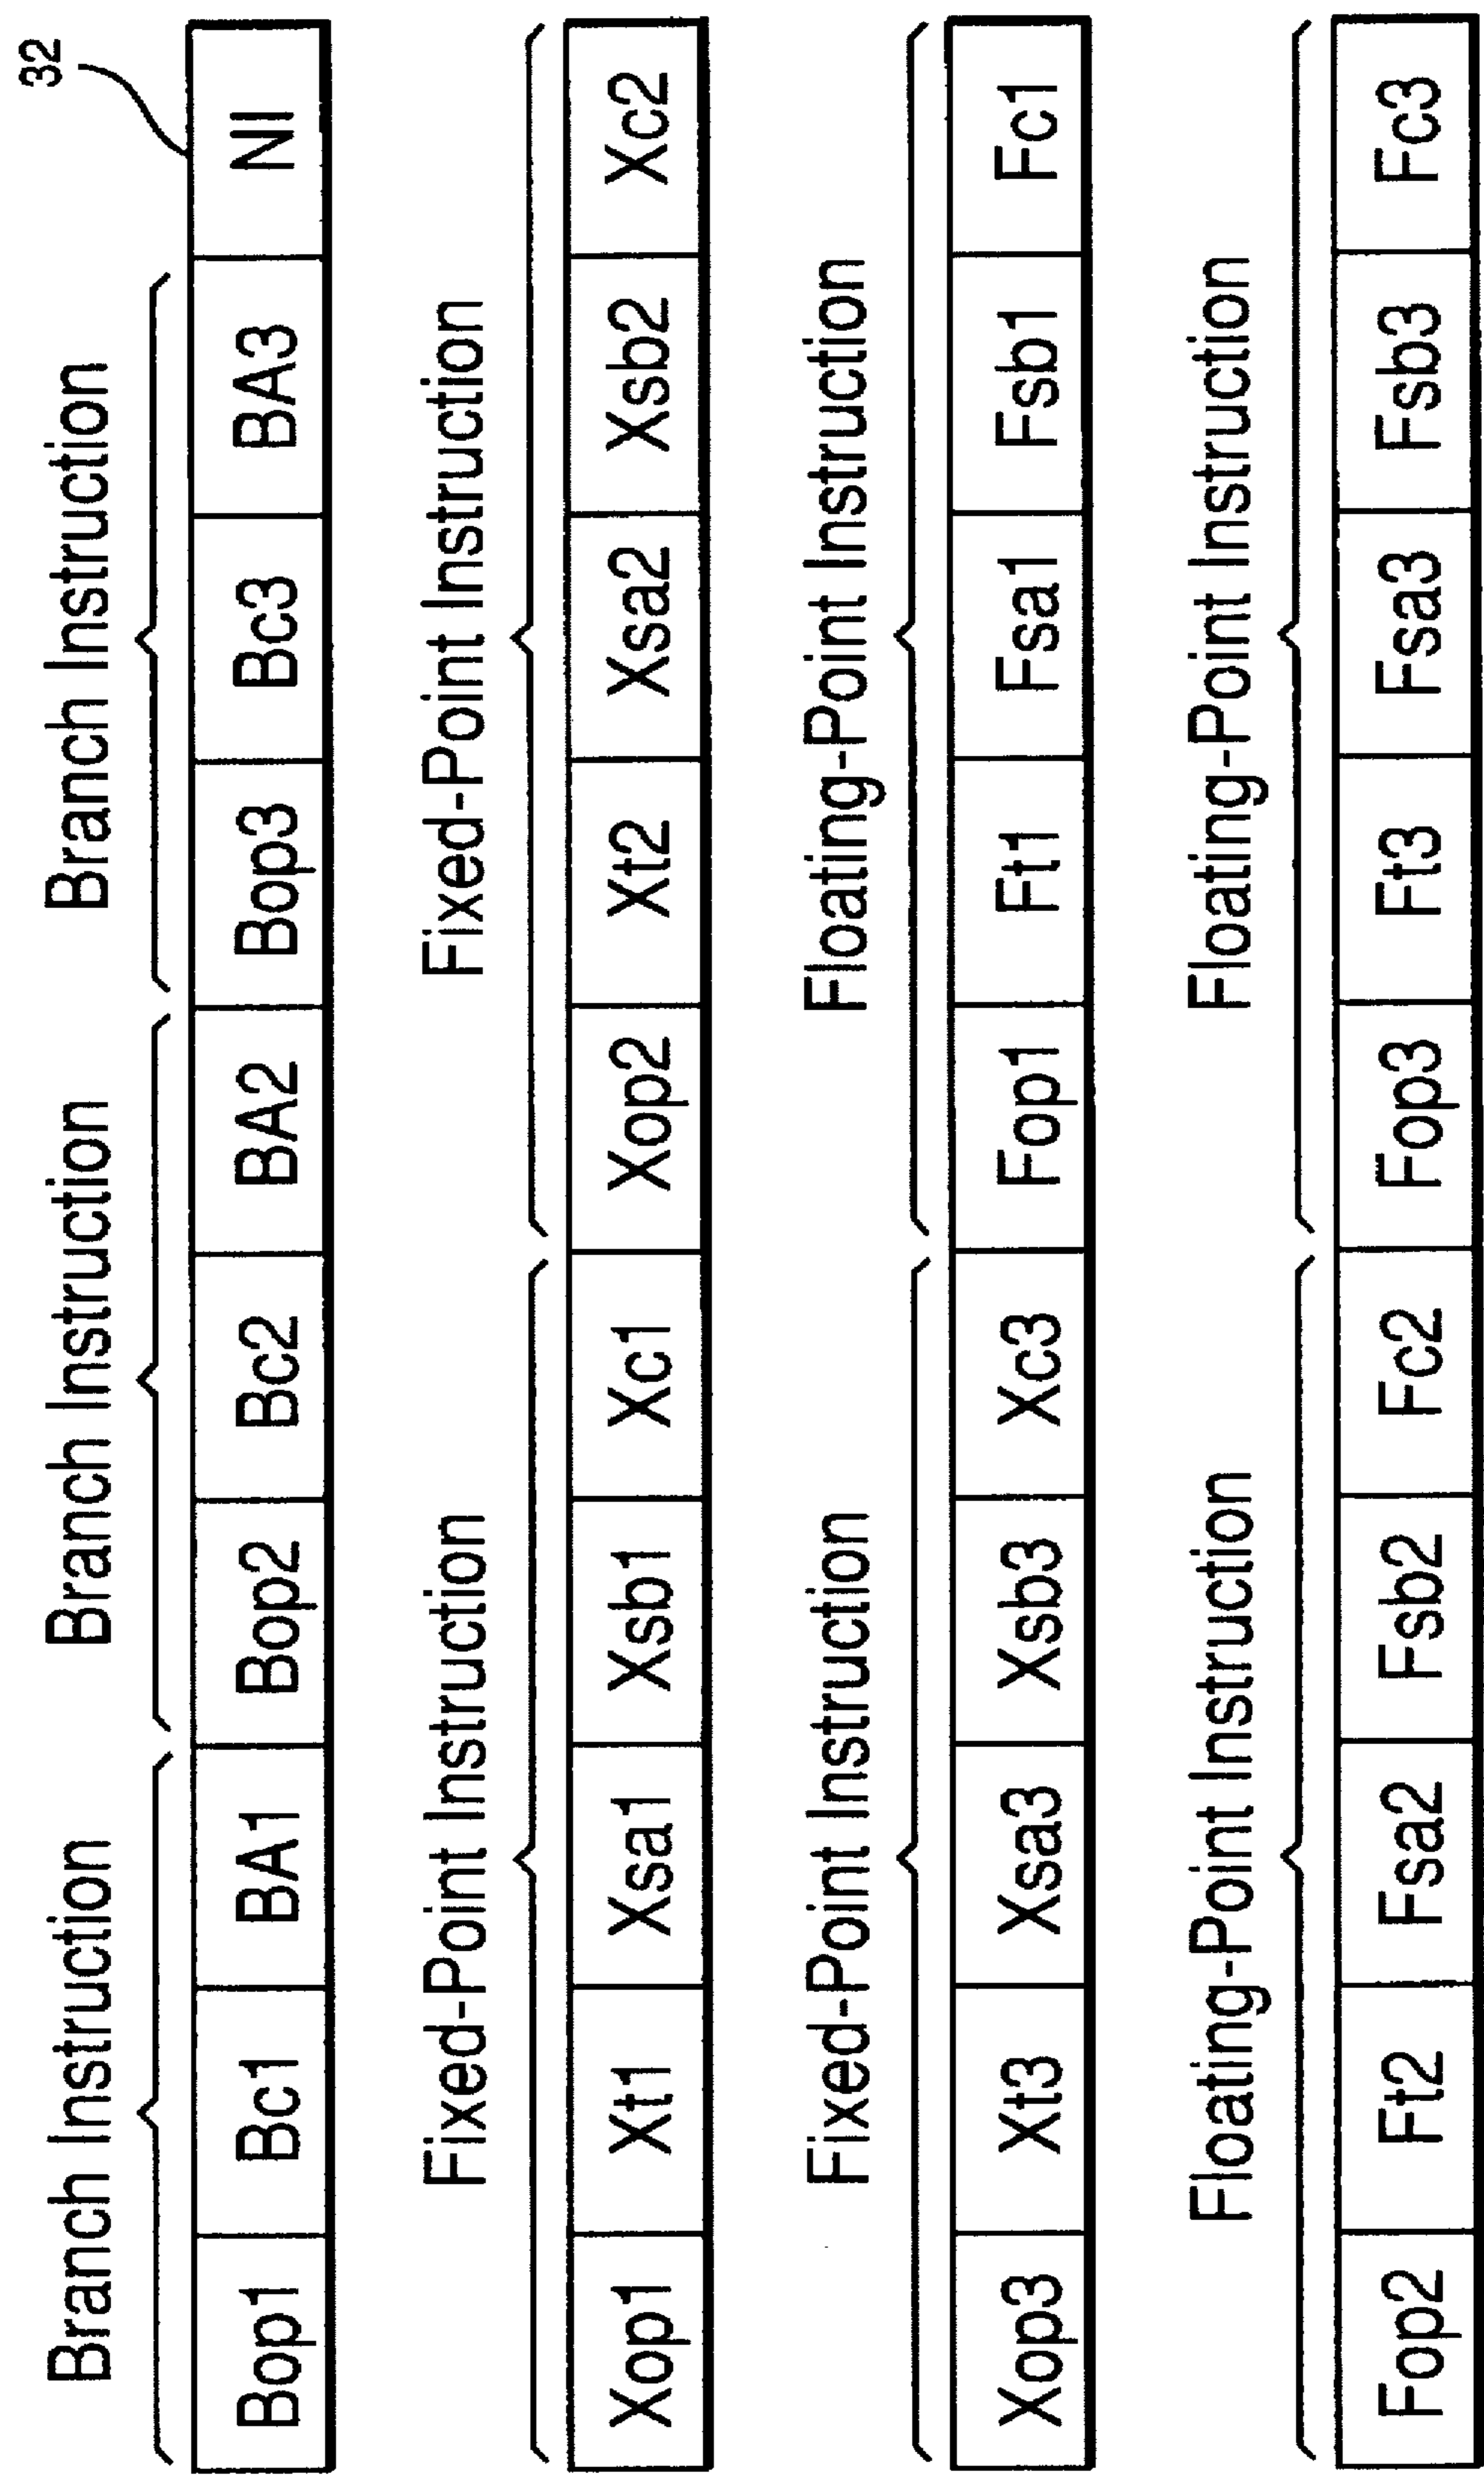 32
Branch Instruction Branch Instruction Branch Instruction
Bop1 Bc1 BA1 Bop2 Bc2 BA2 Bop3 Bc3 BA3 NI
Fixed-Point Instruction Fixed-Point Instruction
Xop1 Xt1 Xsa1 Xsb1 Xc1 Xop2 Xt2 Xsa2 Xsb2 Xc2
Fixed-Point Instruction Floating-Point Instruction
Xop3 Xt3 Xsa3 Xsb3 Xc3 Fop1 Ft1 Fsa1 Fsb1 Fc1
Floating-Point Instruction Floating-Point Instruction
Fop2 Ft2 Fsa2 Fsb2 Fc2 Fop3 Ft3 Fsa3 Fsb3 Fc3